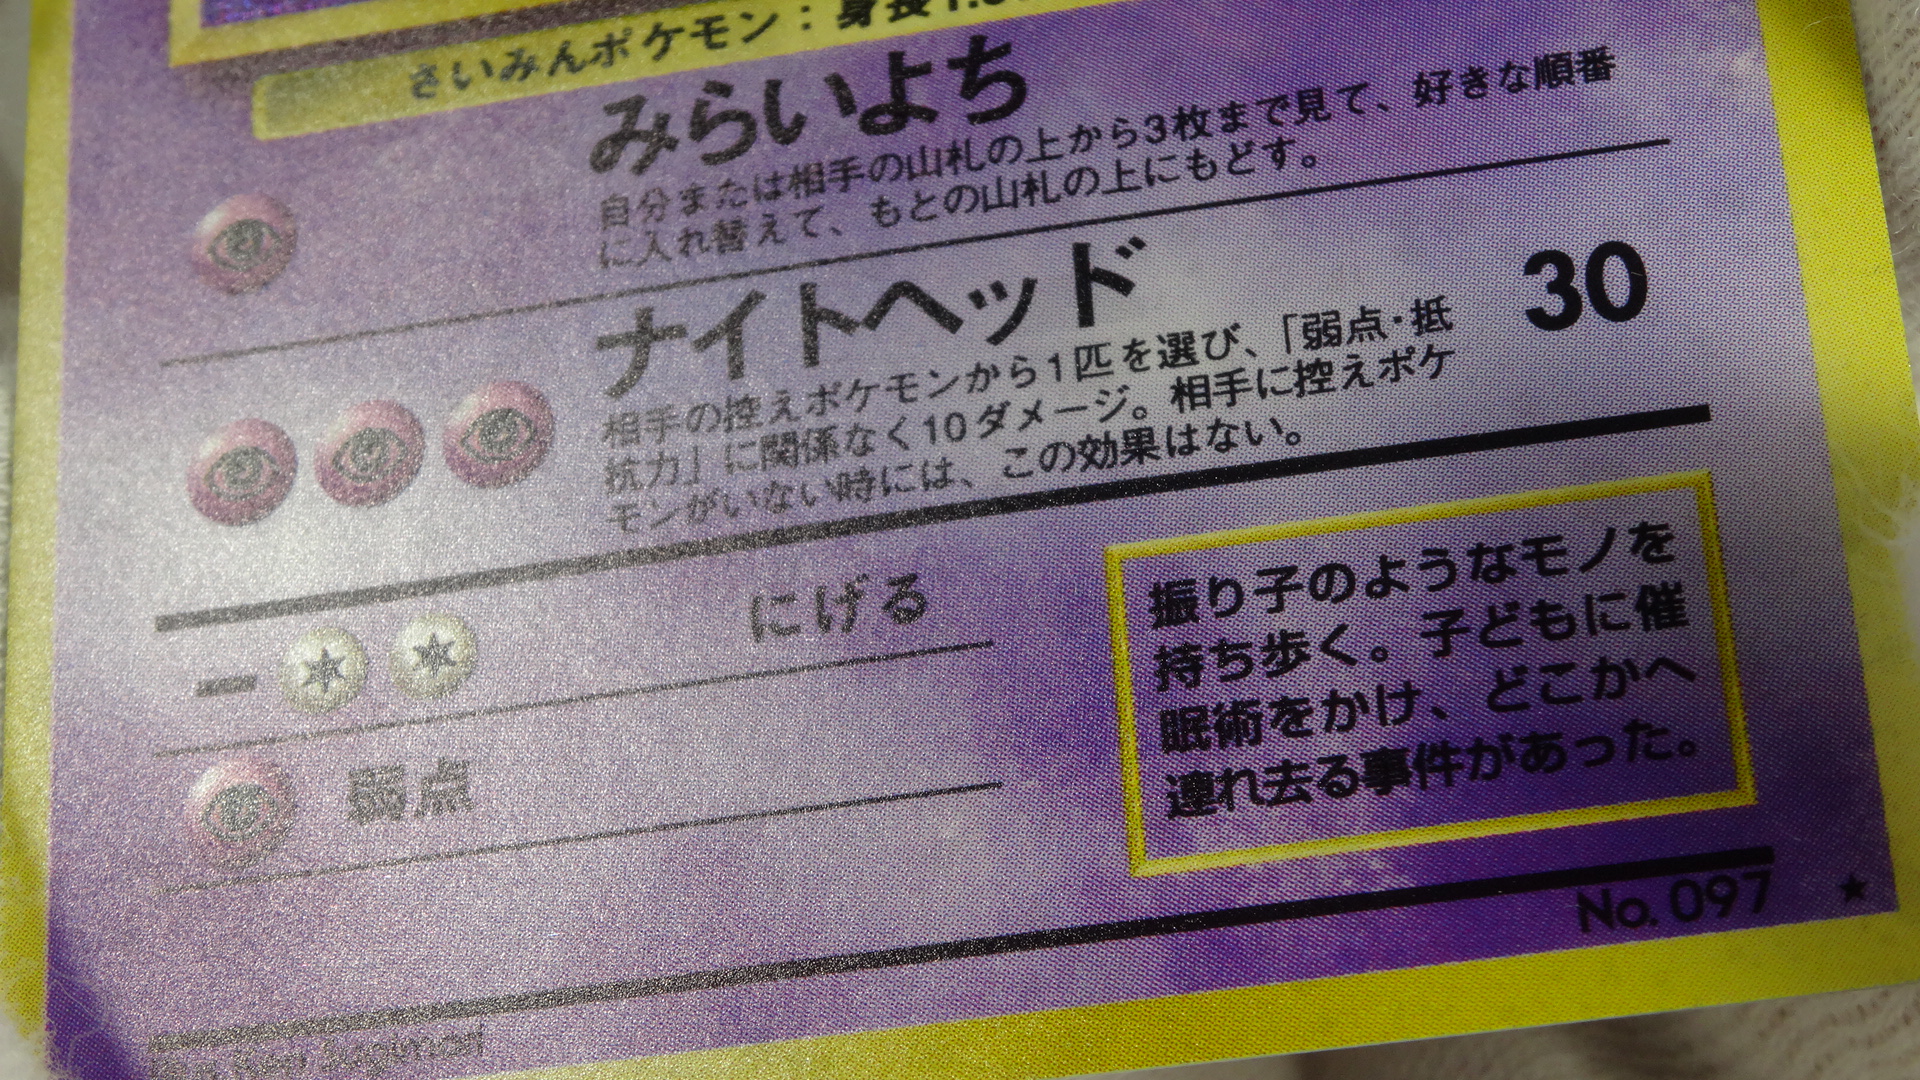 さいみんポケモン：身長1.
みらいよち
自分または相手の山札の上から3枚まで見て、好きな順番
に入れ替えて、もとの山札の上にもどす。
ナイトヘッド 30
相手の控えポケモンから1匹を選び、「弱点・抵
抗力」に関係なく10ダメージ。相手に控えポケ
モンがいない時には、この効果はない。
ー にげる
弱点
振り子のようなモノを
持ち歩く。子どもに催
眠術をかけ、どこかへ
連れ去る事件があった。
No. 097 ★
Ken Sugimori